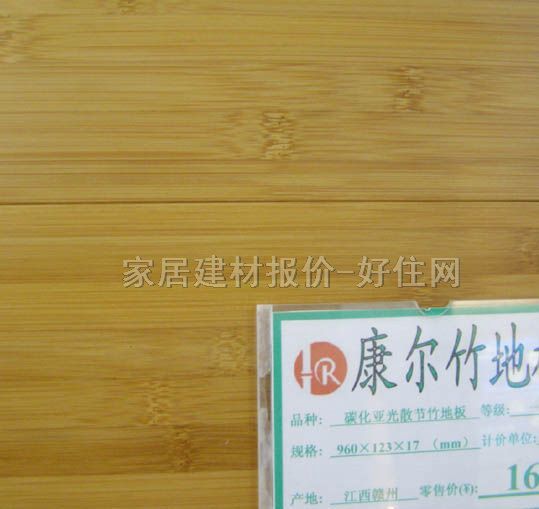 家居建材报价-好住网
HR 康尔竹地
品种: 碳化亚光散节竹地板 等级:
规格: 960×123×17 (mm) 计价单位:
产地: 江西赣州 零售价(¥): 16